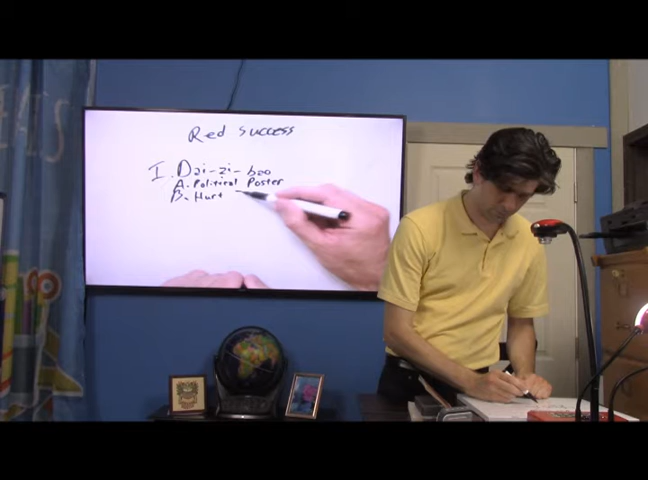 Red Success
I. Dai-zi-bao
A. Political Poster
B. Hurt